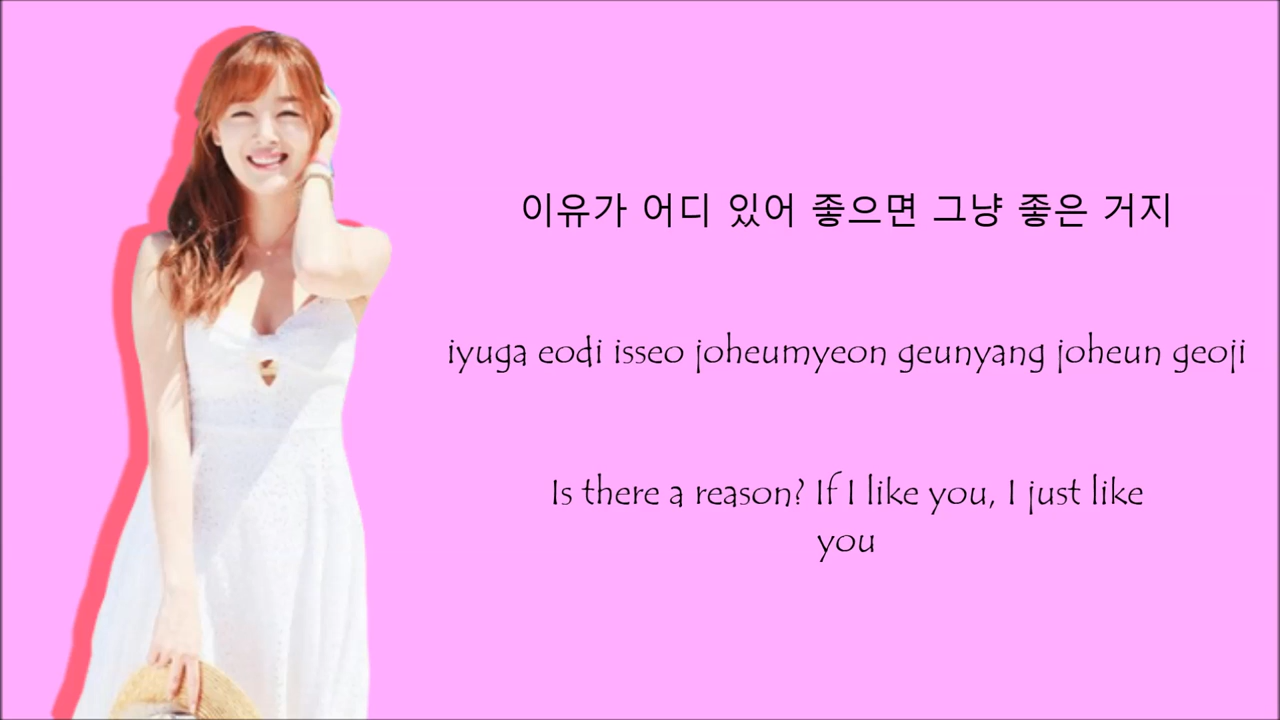 이유가 어디 있어 좋으면 그냥 좋은 거지
iyuga eodi isseo joheumyeon geunyang joheun geoji
Is there a reason? If I like you, I just like
you